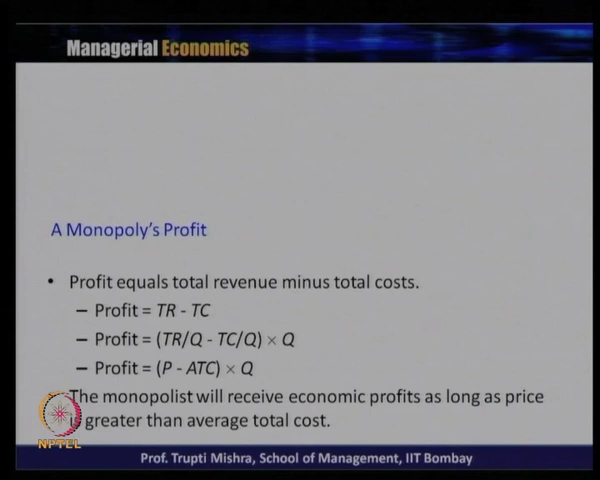 Managerial Economics
A Monopoly's Profit
• Profit equals total revenue minus total costs.
– Profit = TR - TC
– Profit = (TR/Q - TC/Q) × Q
– Profit = (P - ATC) × Q
The monopolist will receive economic profits as long as price
is greater than average total cost.
NPTEL
Prof. Trupti Mishra, School of Management, IIT Bombay